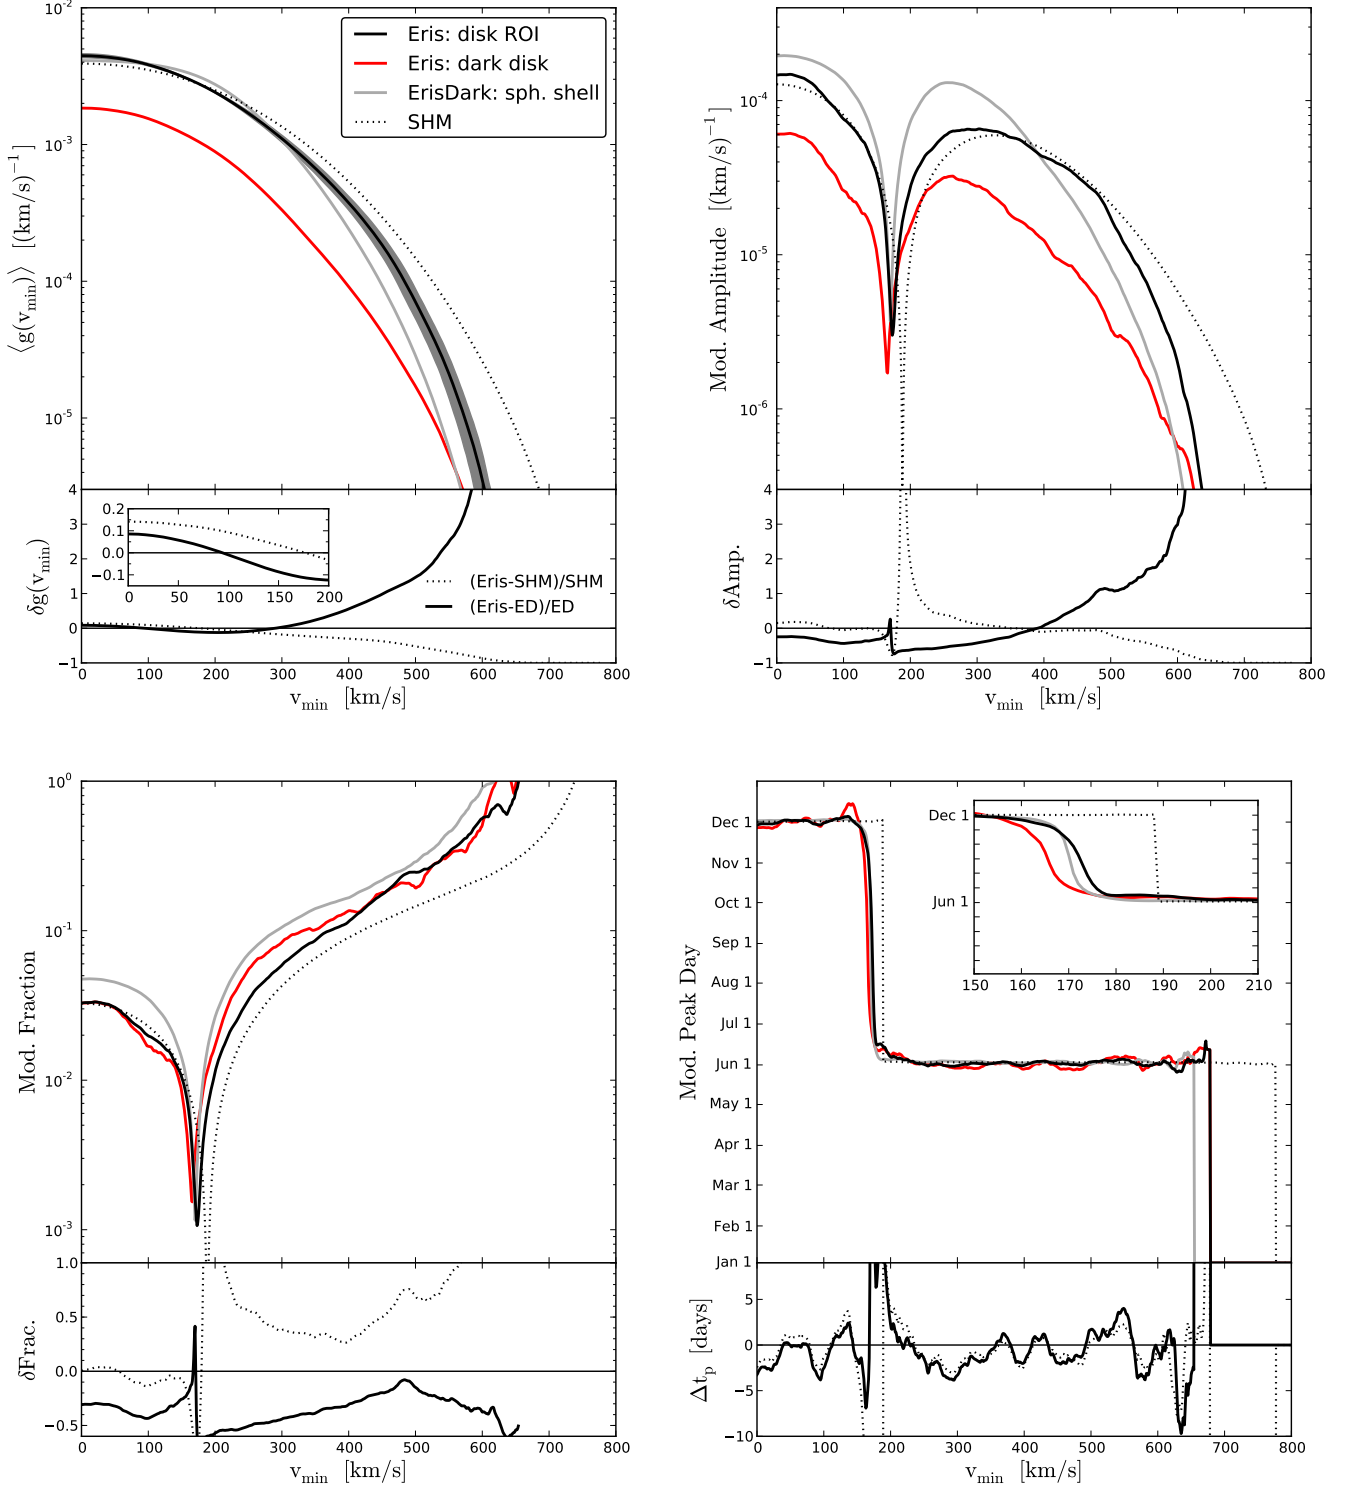 10^-2
10^-3
10^-4
10^-5
⟨g(v_min)⟩ [(km/s)^-1]
Eris: disk ROI
Eris: dark disk
ErisDark: sph. shell
SHM
4
3
2
1
0
−1
δg(v_min)
0.2
0.1
0.0
−0.1
0 50 100 150 200
(Eris-SHM)/SHM
(Eris-ED)/ED
0 100 200 300 400 500 600 700 800
v_min [km/s]
10^-4
10^-5
10^-6
Mod. Amplitude [(km/s)^-1]
4
3
2
1
0
−1
δAmp.
0 100 200 300 400 500 600 700 800
v_min [km/s]
10^0
10^-1
10^-2
10^-3
Mod. Fraction
1.0
0.5
0.0
−0.5
δFrac.
0 100 200 300 400 500 600 700 800
v_min [km/s]
Dec 1
Nov 1
Oct 1
Sep 1
Aug 1
Jul 1
Jun 1
May 1
Apr 1
Mar 1
Feb 1
Jan 1
Mod. Peak Day
Dec 1
Jun 1
150 160 170 180 190 200 210
5
0
−5
−10
Δt_p [days]
0 100 200 300 400 500 600 700 800
v_min [km/s]